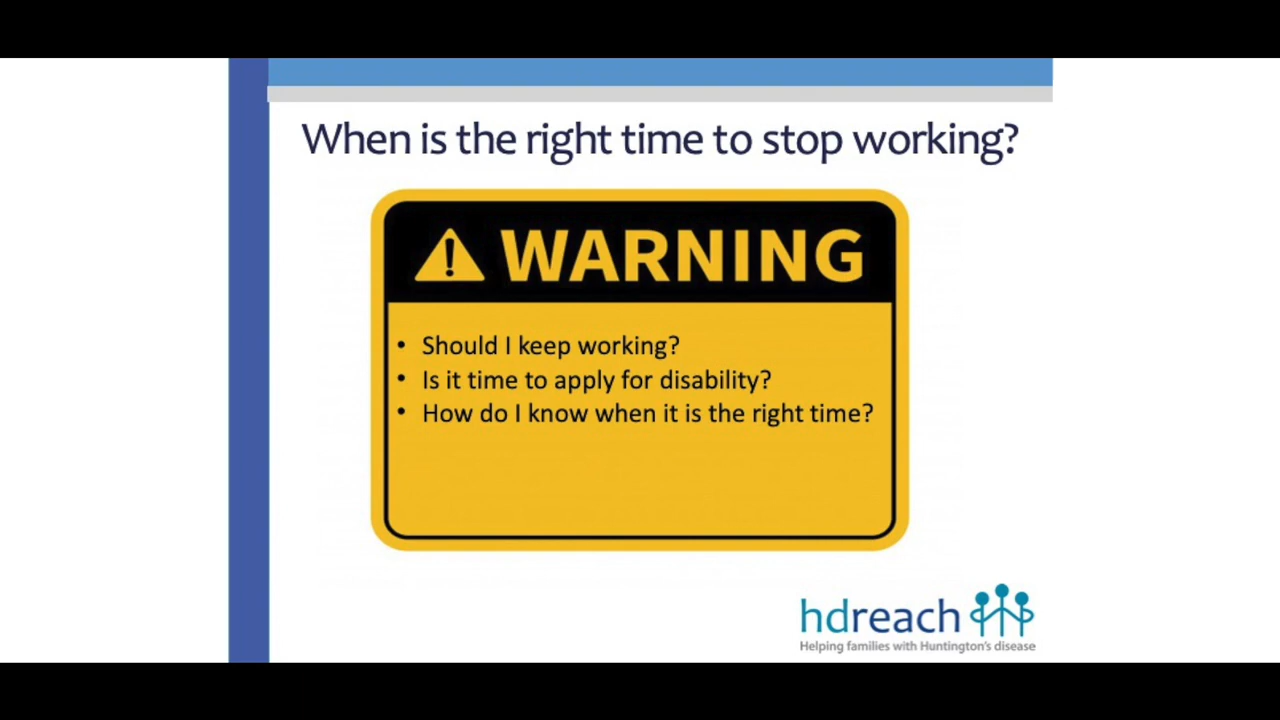 When is the right time to stop working?
WARNING
• Should I keep working?
• Is it time to apply for disability?
• How do I know when it is the right time?
hdreach
Helping families with Huntington's disease